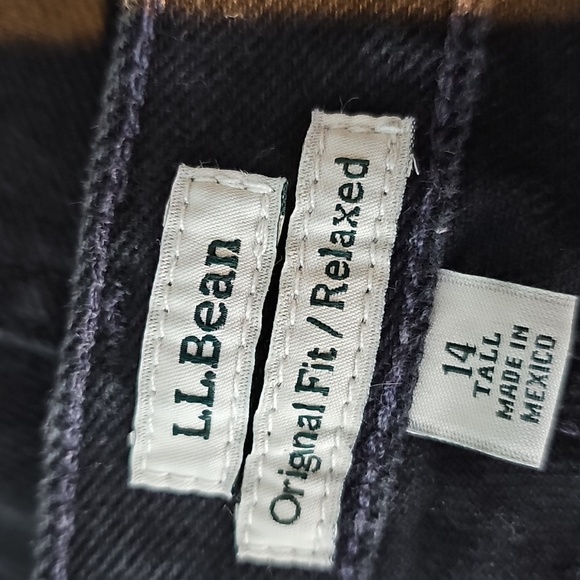 L.L.Bean
Original Fit / Relaxed
14
TALL
MADE IN
MEXICO